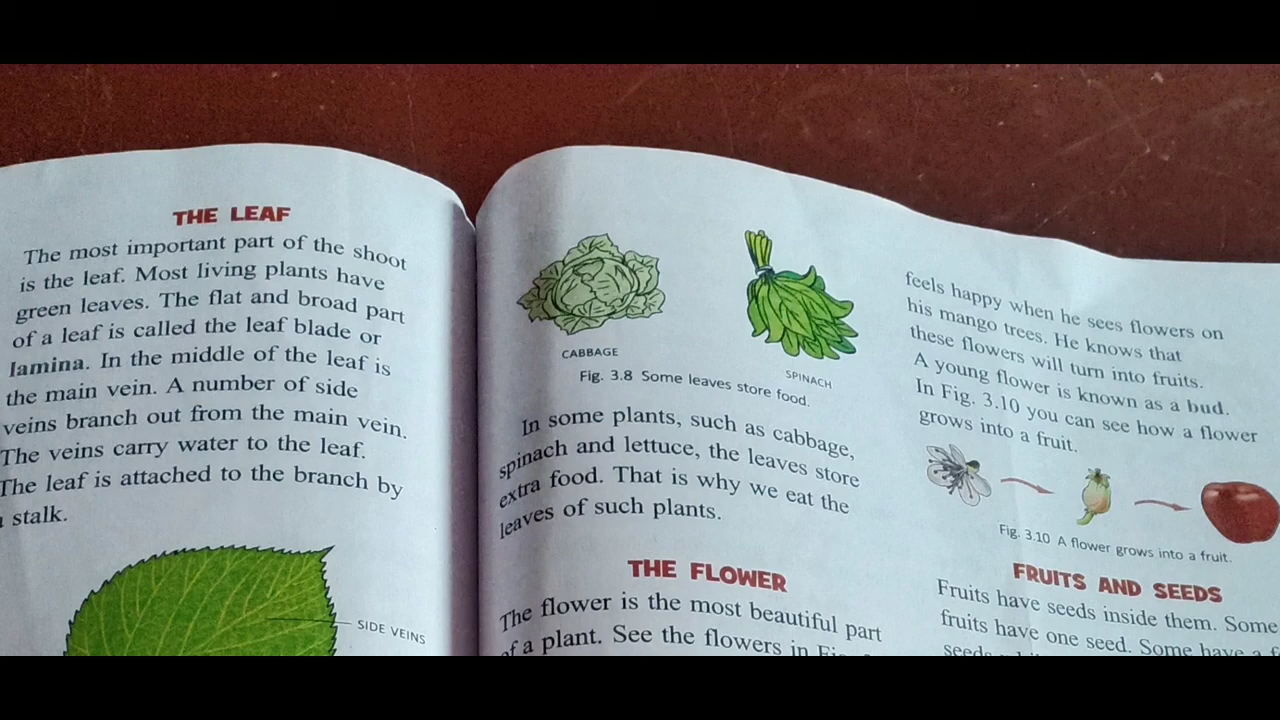 THE LEAF
The most important part of the shoot
is the leaf. Most living plants have
green leaves. The flat and broad part
of a leaf is called the leaf blade or
lamina. In the middle of the leaf is
the main vein. A number of side
veins branch out from the main vein.
The veins carry water to the leaf.
The leaf is attached to the branch by
stalk.
SIDE VEINS
CABBAGE
SPINACH
Fig. 3.8 Some leaves store food.
In some plants, such as cabbage,
spinach and lettuce, the leaves store
extra food. That is why we eat the
leaves of such plants.
THE FLOWER
The flower is the most beautiful part
of a plant. See the flowers in
feels happy when he sees flowers on
his mango trees. He knows that
these flowers will turn into fruits.
A young flower is known as a bud.
In Fig. 3.10 you can see how a flower
grows into a fruit.
Fig. 3.10 A flower grows into a fruit.
FRUITS AND SEEDS
Fruits have seeds inside them. Some
fruits have one seed. Some have a
seeds